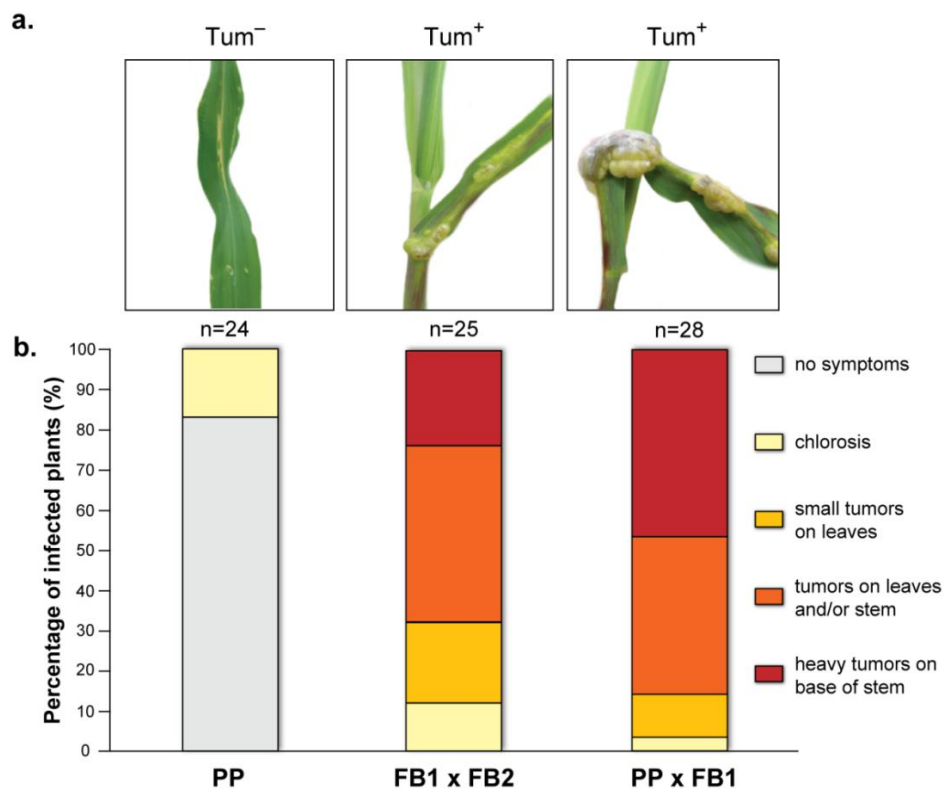 a.
Tum⁻ Tum⁺ Tum⁺
n=24 n=25 n=28
b.
Percentage of infected plants (%)
100
90
80
70
60
50
40
30
20
10
0
PP FB1 x FB2 PP x FB1
no symptoms
chlorosis
small tumors
on leaves
tumors on leaves
and/or stem
heavy tumors on
base of stem